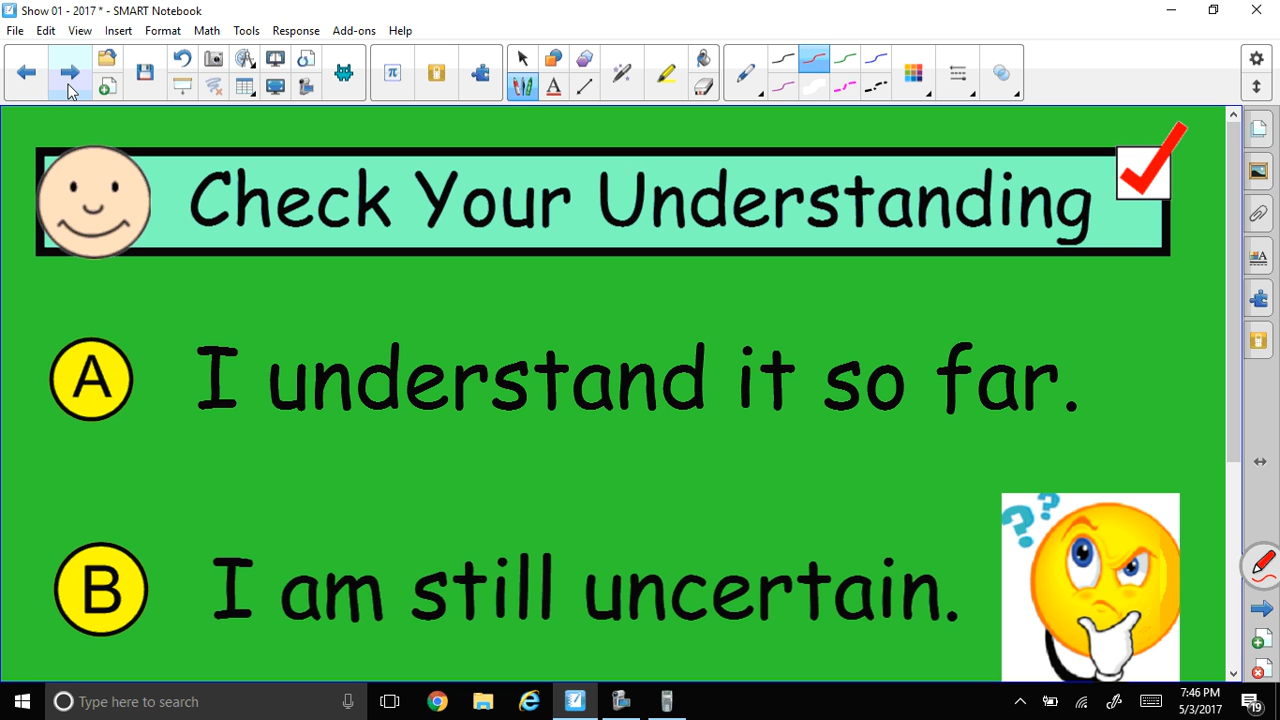 Show 01 - 2017 * - SMART Notebook
File Edit View Insert Format Math Tools Response Add-ons Help
π
A
Check Your Understanding
A I understand it so far.
??
B I am still uncertain.
Type here to search
7:46 PM
5/3/2017
19